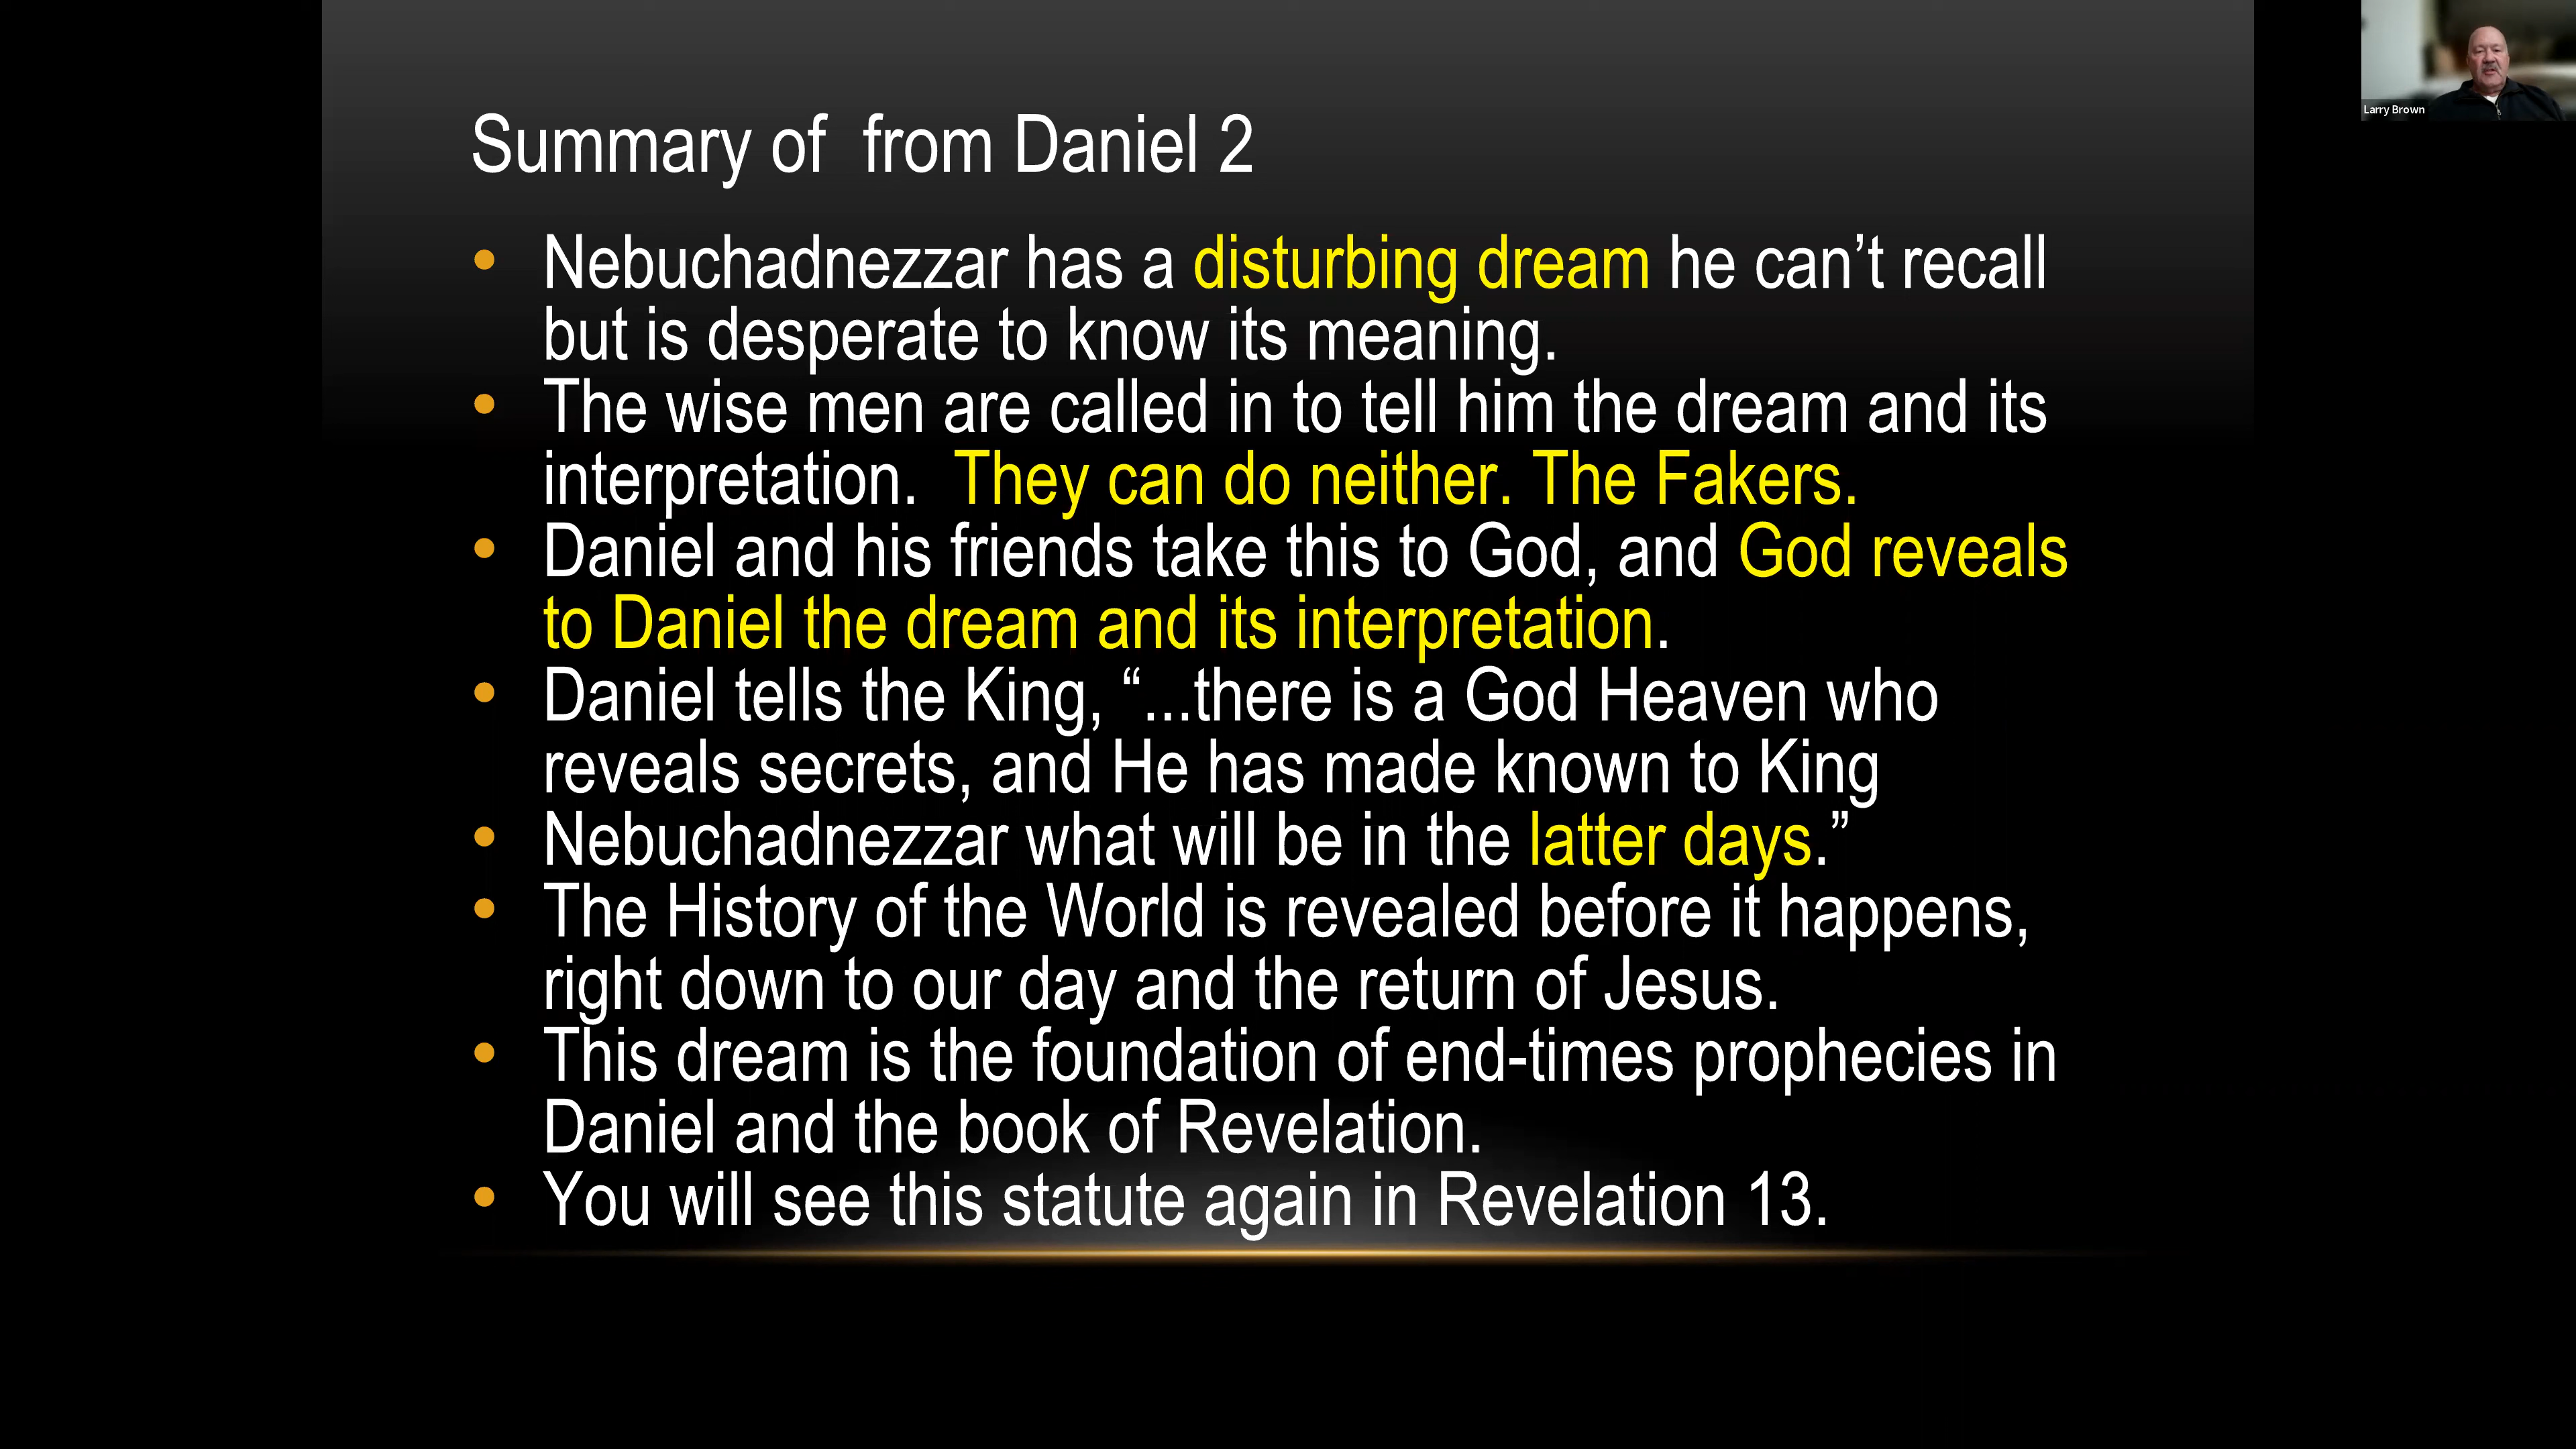 Summary of  from Daniel 2
• Nebuchadnezzar has a disturbing dream he can’t recall
but is desperate to know its meaning.
• The wise men are called in to tell him the dream and its
interpretation.  They can do neither. The Fakers.
• Daniel and his friends take this to God, and God reveals
to Daniel the dream and its interpretation.
• Daniel tells the King, “...there is a God Heaven who
reveals secrets, and He has made known to King
• Nebuchadnezzar what will be in the latter days.”
• The History of the World is revealed before it happens,
right down to our day and the return of Jesus.
• This dream is the foundation of end-times prophecies in
Daniel and the book of Revelation.
• You will see this statute again in Revelation 13.
Larry Brown